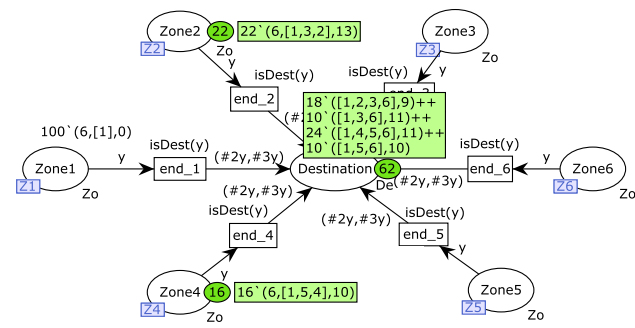 Zone2
22
22`(6,[1,3,2],13)
Z2
Zo
y
isDest(y)
end_2
Zone3
Z3
Zo
y
isDest(y)
18`([1,2,3,6],9)++
10`([1,3,6],11)++
24`([1,4,5,6],11)++
10`([1,5,6],10)
100`(6,[1],0)
Zone1
Z1
Zo
y
isDest(y)
end_1
(#2y,#3y)
Destination
62
De
(#2y,#3y)
end_6
y
Zone6
Z6
Zo
(#2y,#3y)
isDest(y)
end_4
(#2y,#3y)
isDest(y)
end_5
y
Zone4
16
16`(6,[1,5,4],10)
Z4
Zo
y
Zone5
Z5
Zo